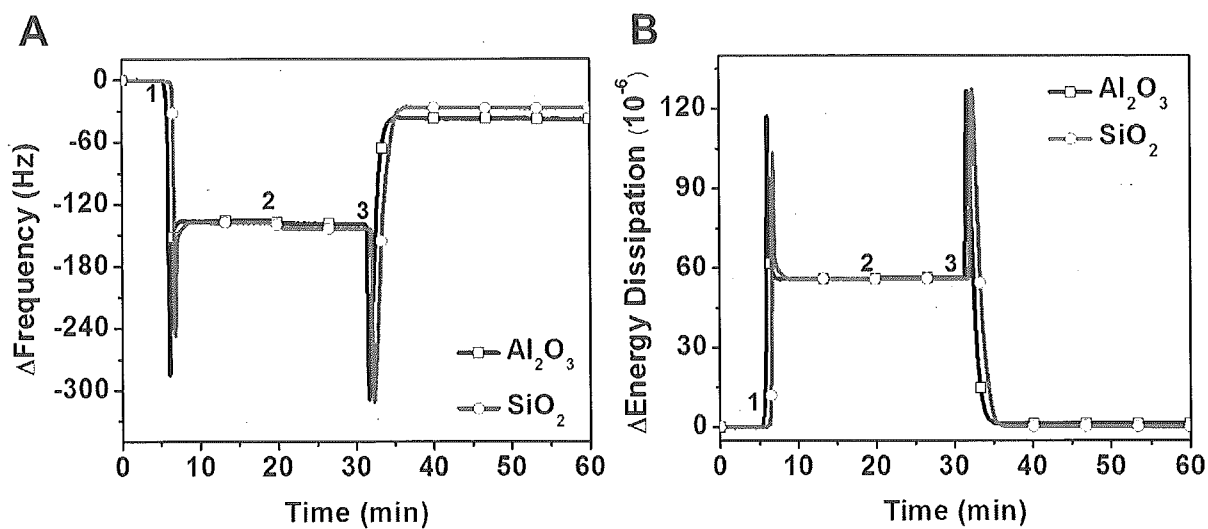 A
ΔFrequency (Hz)
0
-60
-120
-180
-240
-300
1
2
3
Al₂O₃
SiO₂
0 10 20 30 40 50 60
Time (min)
B
ΔEnergy Dissipation (10⁻⁶)
120
90
60
30
0
Al₂O₃
SiO₂
2
3
1
0 10 20 30 40 50 60
Time (min)